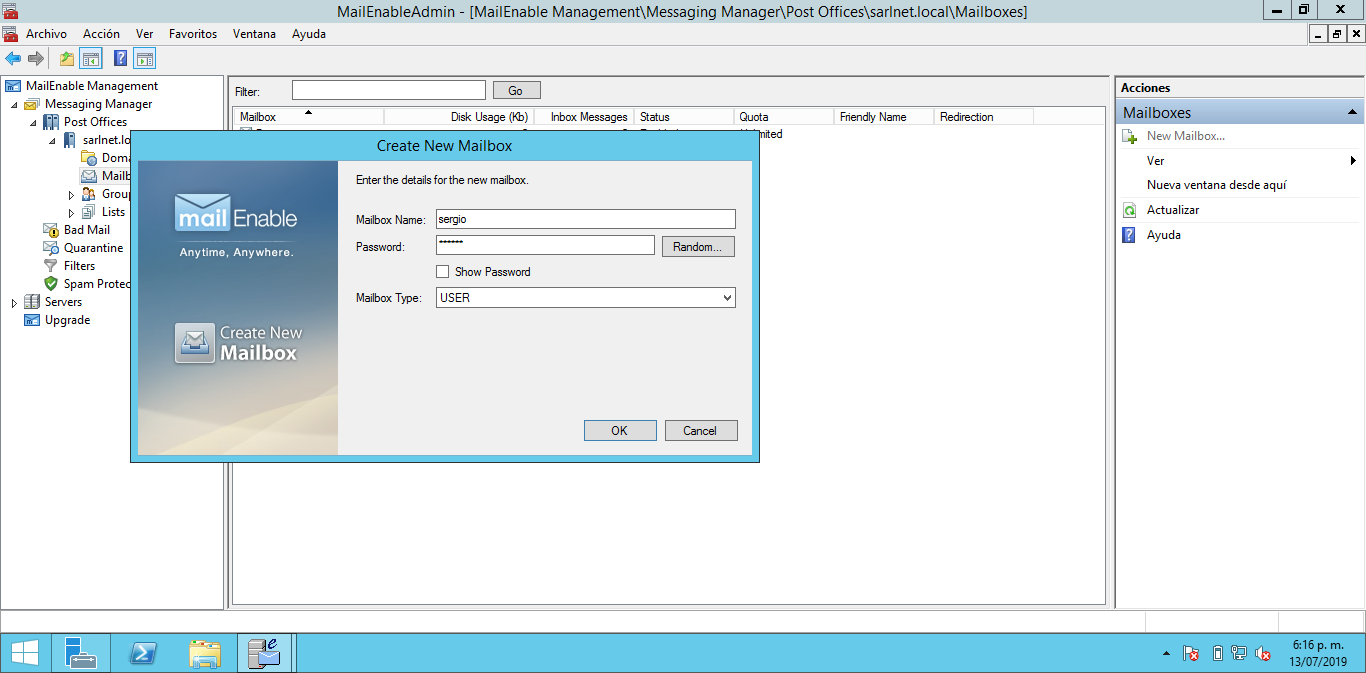 MailEnableAdmin - [MailEnable Management\Messaging Manager\Post Offices\sarlnet.local\Mailboxes]
Archivo Acción Ver Favoritos Ventana Ayuda
MailEnable Management
Messaging Manager
Post Offices
sarlnet.lo
Doma
Mailb
Group
Lists
Bad Mail
Quarantine
Filters
Spam Protec
Servers
Upgrade
Filter: Go
Mailbox Disk Usage (Kb) Inbox Messages Status Quota Friendly Name Redirection
Create New Mailbox
mail Enable
Anytime, Anywhere.
Create New
Mailbox
Enter the details for the new mailbox.
Mailbox Name: sergio
Password: ****** Random...
Show Password
Mailbox Type: USER
OK Cancel
Acciones
Mailboxes
New Mailbox...
Ver
Nueva ventana desde aquí
Actualizar
Ayuda
6:16 p. m.
13/07/2019